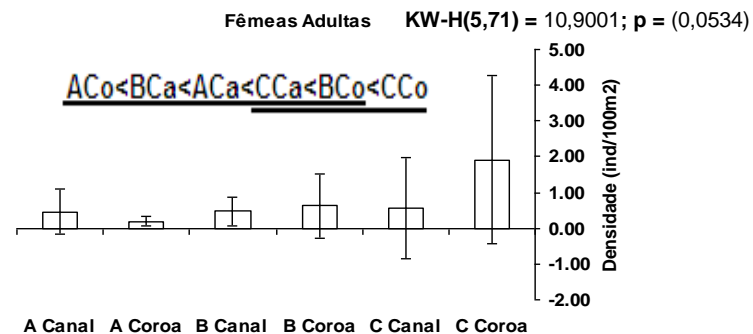 Fêmeas Adultas KW-H(5,71) = 10,9001; p = (0,0534)
ACo<BCa<ACa<CCa<BCo<CCo
5.00
4.00
3.00
2.00
1.00
0.00
-1.00
-2.00
Densidade (ind/100m2)
A Canal A Coroa B Canal B Coroa C Canal C Coroa